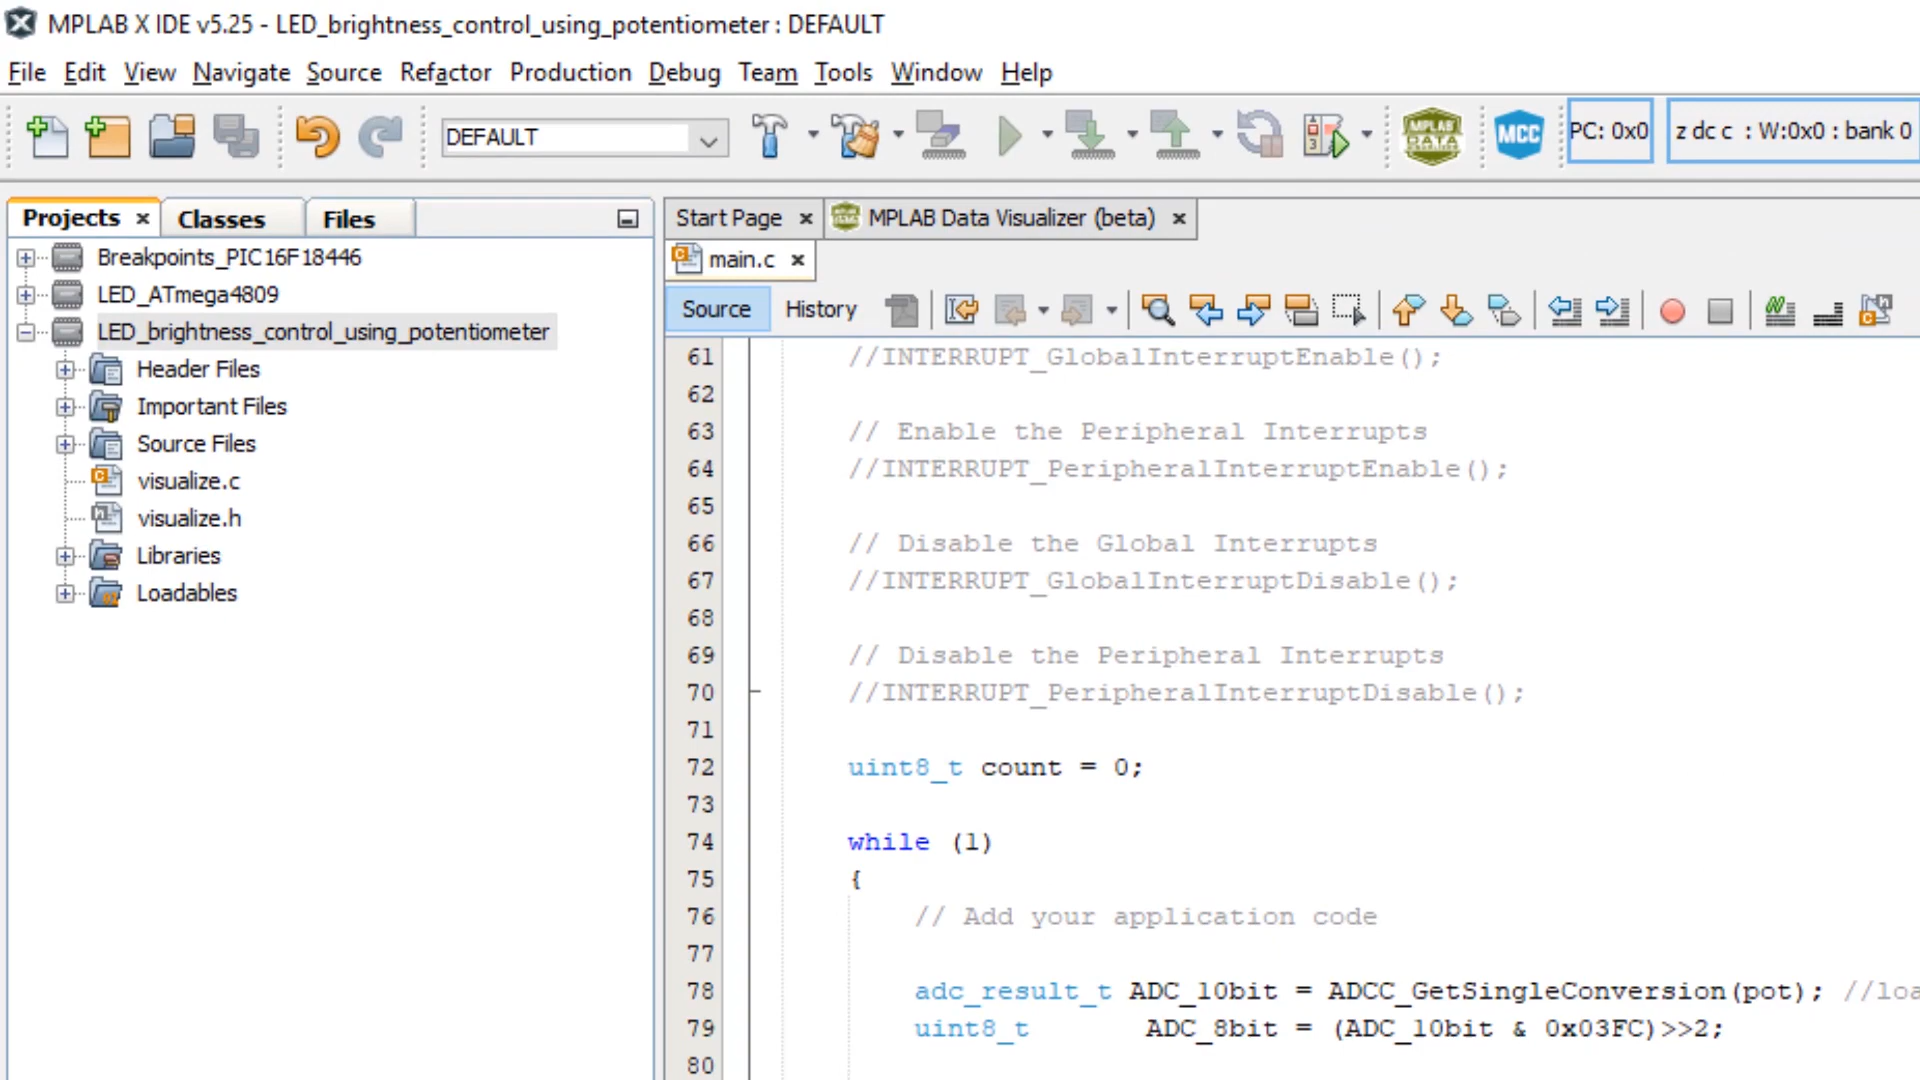 MPLAB X IDE v5.25 - LED_brightness_control_using_potentiometer : DEFAULT
File Edit View Navigate Source Refactor Production Debug Team Tools Window Help
DEFAULT
MPLAB DATA
MCC
PC: 0x0
z dc c : W:0x0 : bank 0
Projects
Classes
Files
Breakpoints_PIC16F18446
LED_ATmega4809
LED_brightness_control_using_potentiometer
Header Files
Important Files
Source Files
visualize.c
visualize.h
Libraries
Loadables
Start Page
MPLAB Data Visualizer (beta)
main.c
Source History
61 //INTERRUPT_GlobalInterruptEnable();
62
63 // Enable the Peripheral Interrupts
64 //INTERRUPT_PeripheralInterruptEnable();
65
66 // Disable the Global Interrupts
67 //INTERRUPT_GlobalInterruptDisable();
68
69 // Disable the Peripheral Interrupts
70 //INTERRUPT_PeripheralInterruptDisable();
71
72 uint8_t count = 0;
73
74 while (1)
75 {
76 // Add your application code
77
78 adc_result_t ADC_10bit = ADCC_GetSingleConversion(pot); //loa
79 uint8_t ADC_8bit = (ADC_10bit & 0x03FC)>>2;
80